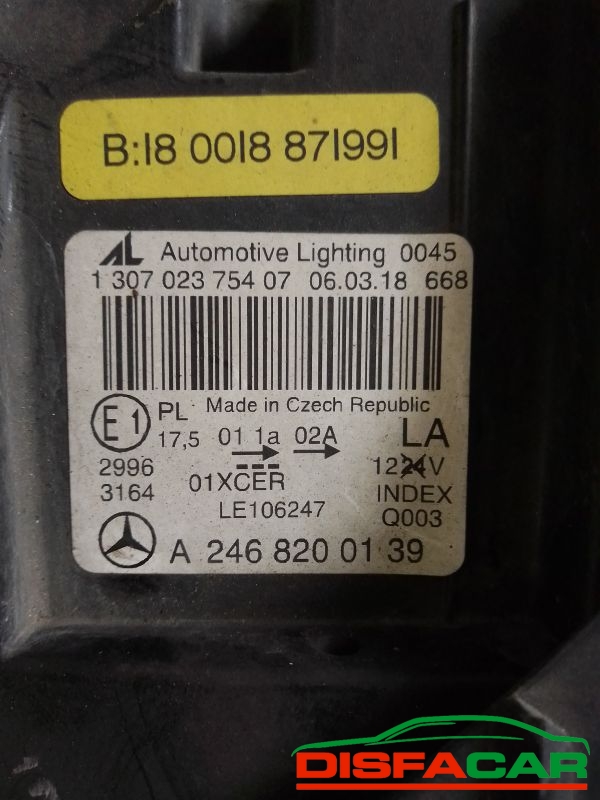 B:18 0018 871991
AL Automotive Lighting 0045
1 307 023 754 07 06.03.18 668
Made in Czech Republic
E1 PL 17,5 01 1a 02A LA
2996 01XCER 1224V
3164 LE106247 INDEX
Q003
A 246 820 01 39
DISFACAR